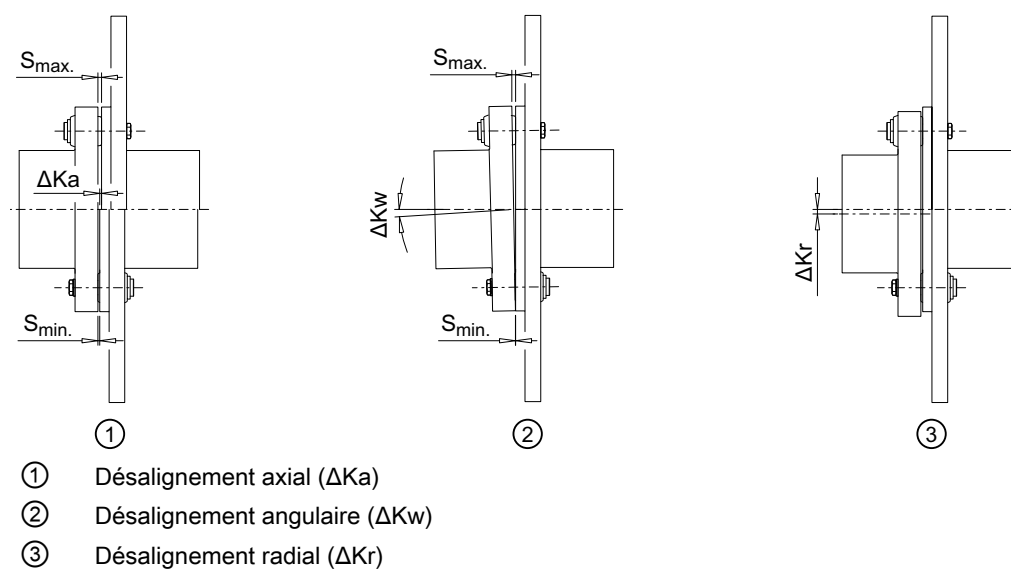 Smax.
Smax.
ΔKa
ΔKw
ΔKr
Smin.
Smin.
① ② ③
① Désalignement axial (ΔKa)
② Désalignement angulaire (ΔKw)
③ Désalignement radial (ΔKr)